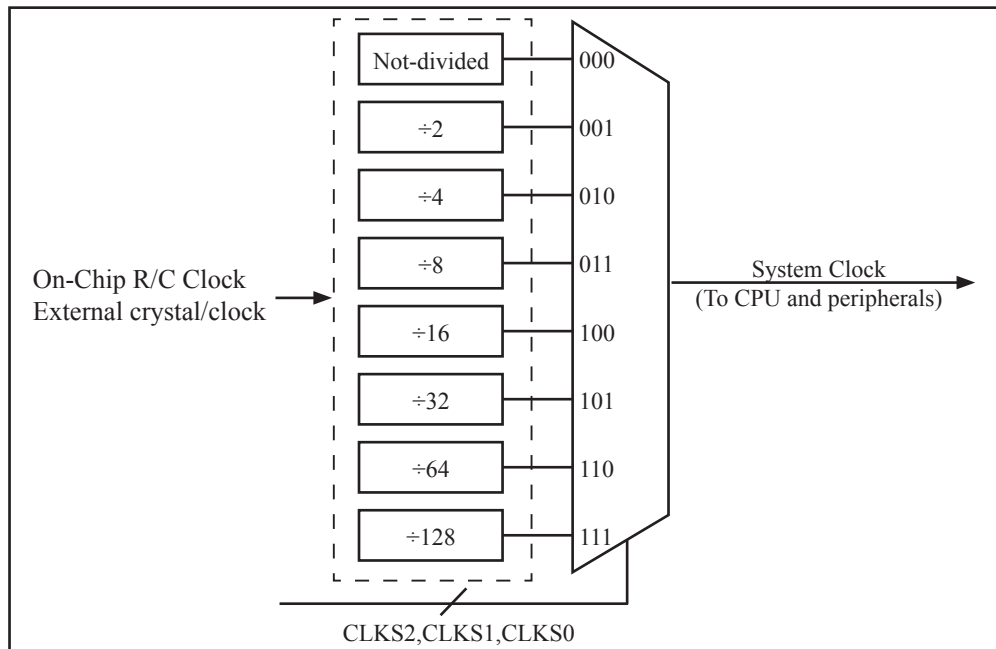 Not-divided
000
÷2
001
÷4
010
÷8
011
÷16
100
÷32
101
÷64
110
÷128
111
On-Chip R/C Clock
External crystal/clock
System Clock
(To CPU and peripherals)
CLKS2,CLKS1,CLKS0